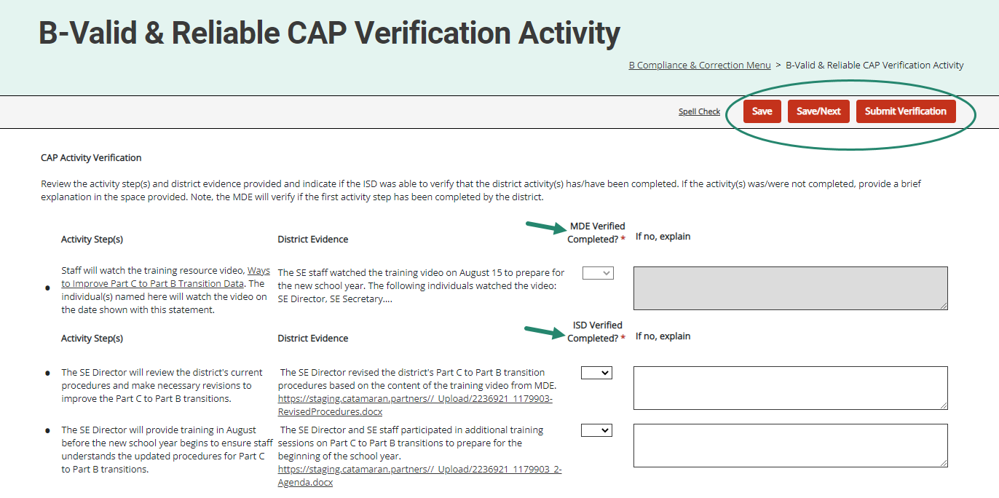 B-Valid & Reliable CAP Verification Activity
B Compliance & Correction Menu > B-Valid & Reliable CAP Verification Activity
Spell Check Save Save/Next Submit Verification
CAP Activity Verification
Review the activity step(s) and district evidence provided and indicate if the ISD was able to verify that the district activity(s) has/have been completed. If the activity(s) was/were not completed, provide a brief
explanation in the space provided. Note, the MDE will verify if the first activity step has been completed by the district.
Activity Step(s)
District Evidence
MDE Verified
Completed? *
If no, explain
Staff will watch the training resource video, Ways
to Improve Part C to Part B Transition Data. The
individual(s) named here will watch the video on
the date shown with this statement.
The SE staff watched the training video on August 15 to prepare for
the new school year. The following individuals watched the video:
SE Director, SE Secretary....
Activity Step(s)
District Evidence
ISD Verified
Completed? *
If no, explain
The SE Director will review the district's current
procedures and make necessary revisions to
improve the Part C to Part B transitions.
The SE Director revised the district's Part C to Part B transition
procedures based on the content of the training video from MDE.
https://staging.catamaran.partners//_Upload/2236921_1179903-
RevisedProcedures.docx
The SE Director will provide training in August
before the new school year begins to ensure staff
understands the updated procedures for Part C
to Part B transitions.
The SE Director and SE staff participated in additional training
sessions on Part C to Part B transitions to prepare for the
beginning of the school year.
https://staging.catamaran.partners//_Upload/2236921_1179903_2-
Agenda.docx